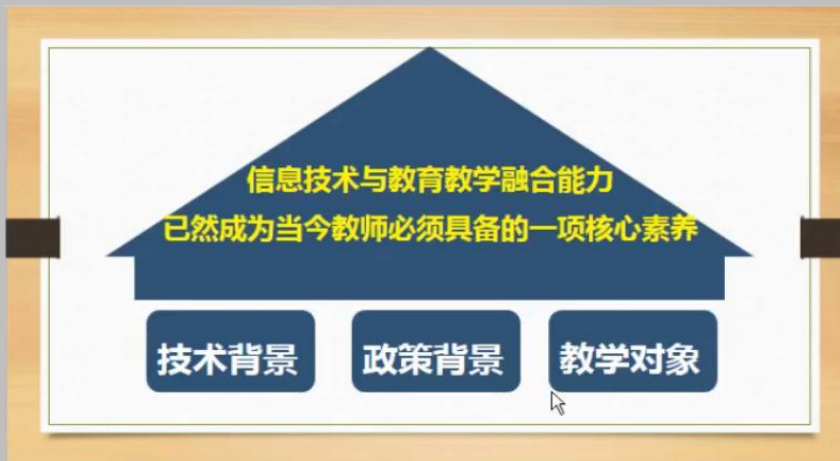 信息技术与教育教学融合能力
已然成为当今教师必须具备的一项核心素养
技术背景
政策背景
教学对象